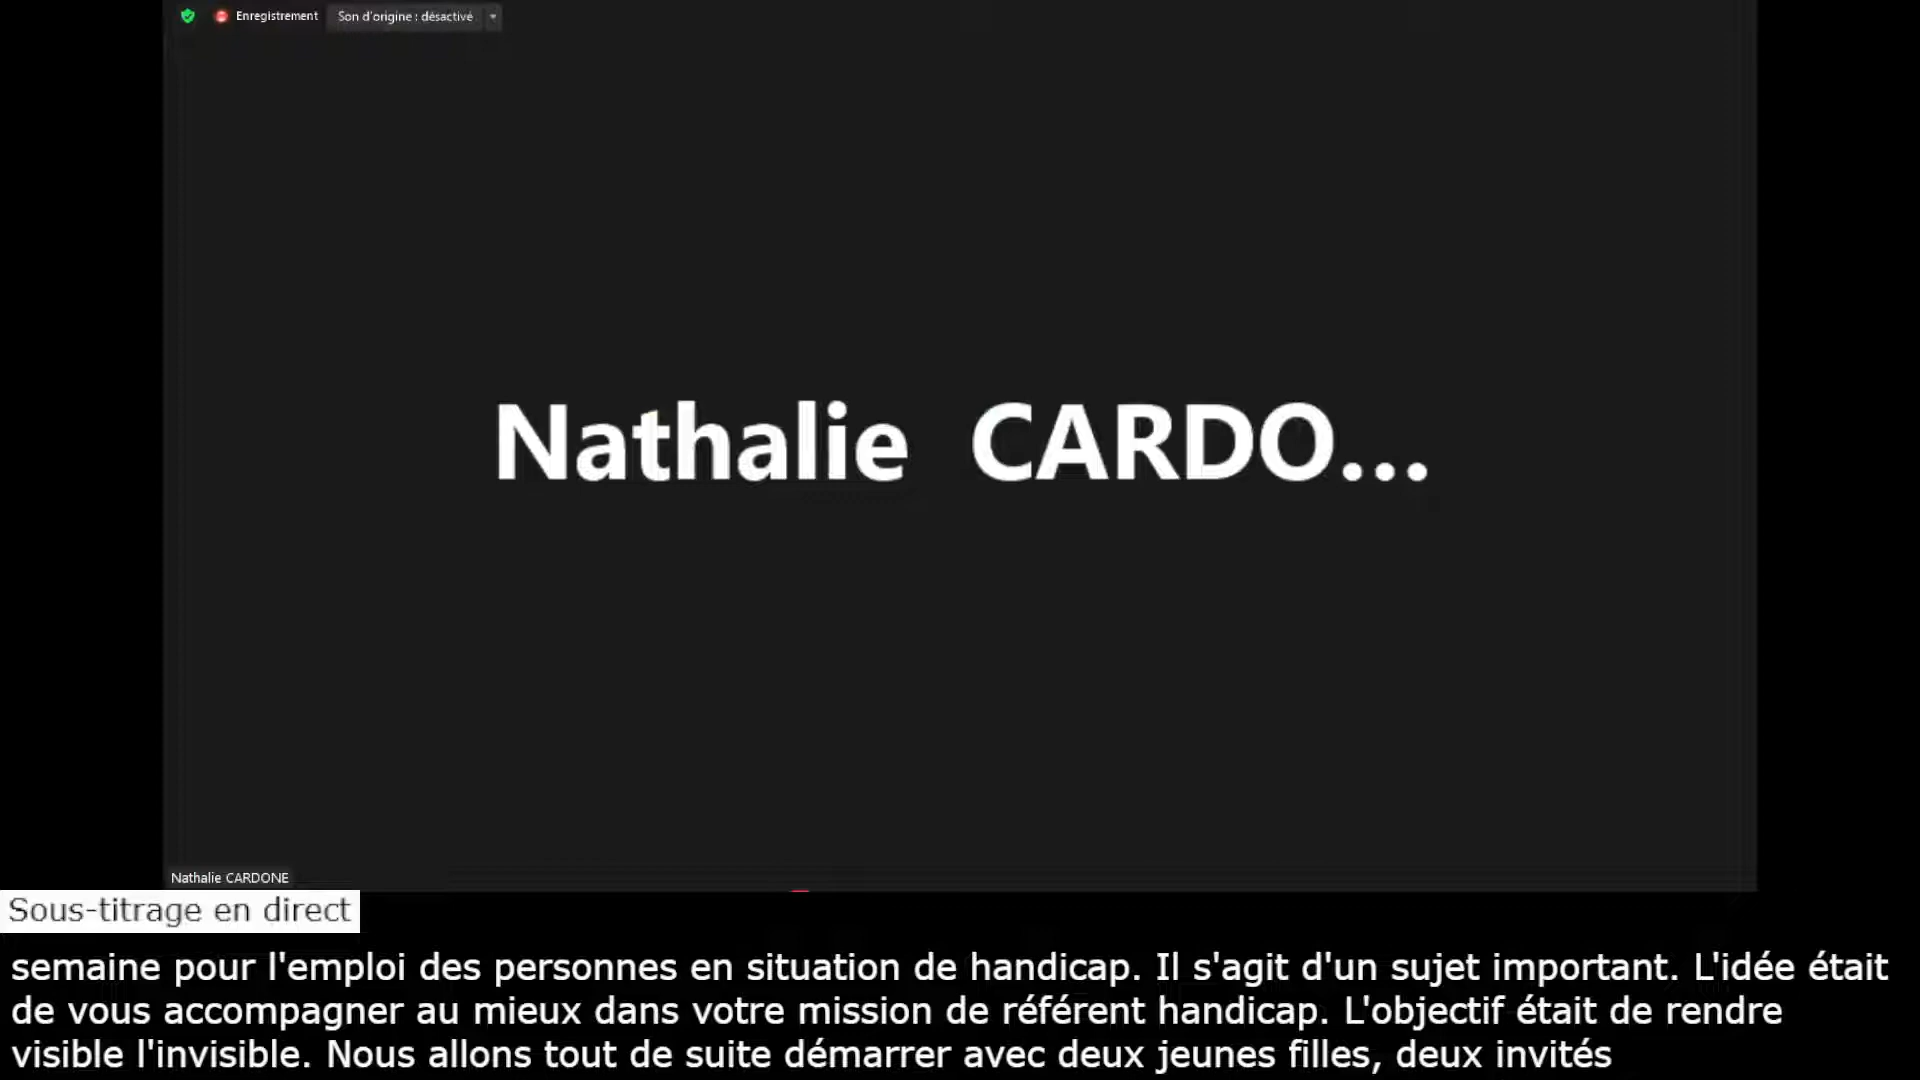 Enregistrement Son d'origine : désactivé
Nathalie CARDO...
Nathalie CARDONE
Sous-titrage en direct
semaine pour l'emploi des personnes en situation de handicap. Il s'agit d'un sujet important. L'idée était
de vous accompagner au mieux dans votre mission de référent handicap. L'objectif était de rendre
visible l'invisible. Nous allons tout de suite démarrer avec deux jeunes filles, deux invités